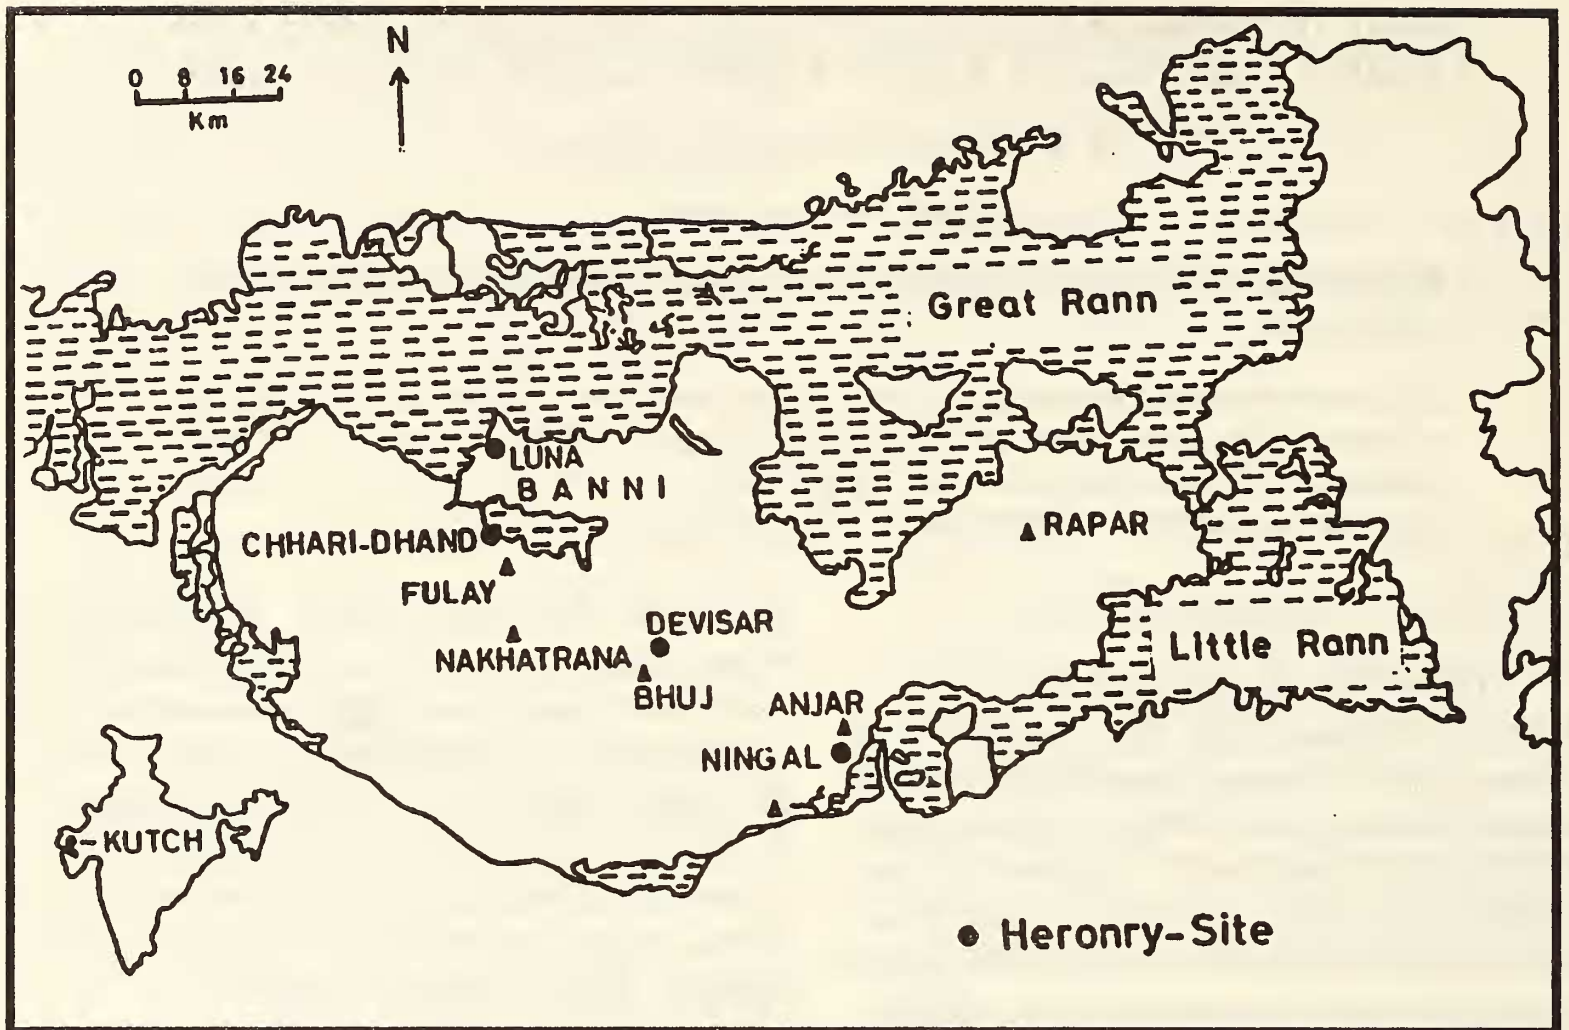 N
0 8 16 24
Km
Great Rann
LUNA
BANNI
CHHARI-DHAND
RAPAR
FULAY
DEVISAR
NAKHATRANA
Little Rann
BHUJ
ANJAR
NINGAL
KUTCH
Heronry-Site